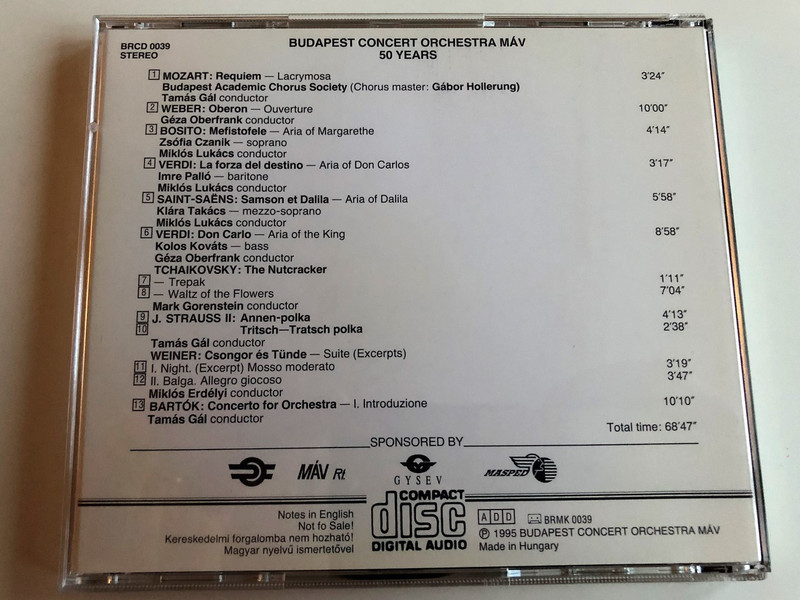 BRCD 0039
STEREO
BUDAPEST CONCERT ORCHESTRA MÁV
50 YEARS
1 MOZART: Requiem — Lacrymosa 3'24"
Budapest Academic Chorus Society (Chorus master: Gábor Hollerung)
Tamás Gál conductor
2 WEBER: Oberon — Ouverture 10'00"
Géza Oberfrank conductor
3 BOSITO: Mefistofele — Aria of Margarethe 4'14"
Zsófia Czanik — soprano
Miklós Lukács conductor
4 VERDI: La forza del destino — Aria of Don Carlos 3'17"
Imre Palló — baritone
Miklós Lukács conductor
5 SAINT-SAËNS: Samson et Dalila — Aria of Dalila 5'58"
Klára Takács — mezzo-soprano
Miklós Lukács conductor
6 VERDI: Don Carlo — Aria of the King 8'58"
Kolos Kováts — bass
Géza Oberfrank conductor
TCHAIKOVSKY: The Nutcracker
7 — Trepak 1'11"
8 — Waltz of the Flowers 7'04"
Mark Gorenstein conductor
9 J. STRAUSS II: Annen-polka 4'13"
10 Tritsch—Tratsch polka 2'38"
Tamás Gál conductor
WEINER: Csongor és Tünde — Suite (Excerpts)
11 I. Night. (Excerpt) Mosso moderato 3'19"
12 II. Balga. Allegro giocoso 3'47"
Miklós Erdélyi conductor
13 BARTÓK: Concerto for Orchestra — I. Introduzione 10'10"
Tamás Gál conductor
Total time: 68'47"
SPONSORED BY
MÁV Rt
GYSEV
MASPED
Notes in English
Not fo Sale!
Kereskedelmi forgalomba nem hozható!
Magyar nyelvű ismertetővel
COMPACT
disc
DIGITAL AUDIO
ADD BRMK 0039
Ⓟ 1995 BUDAPEST CONCERT ORCHESTRA MÁV
Made in Hungary